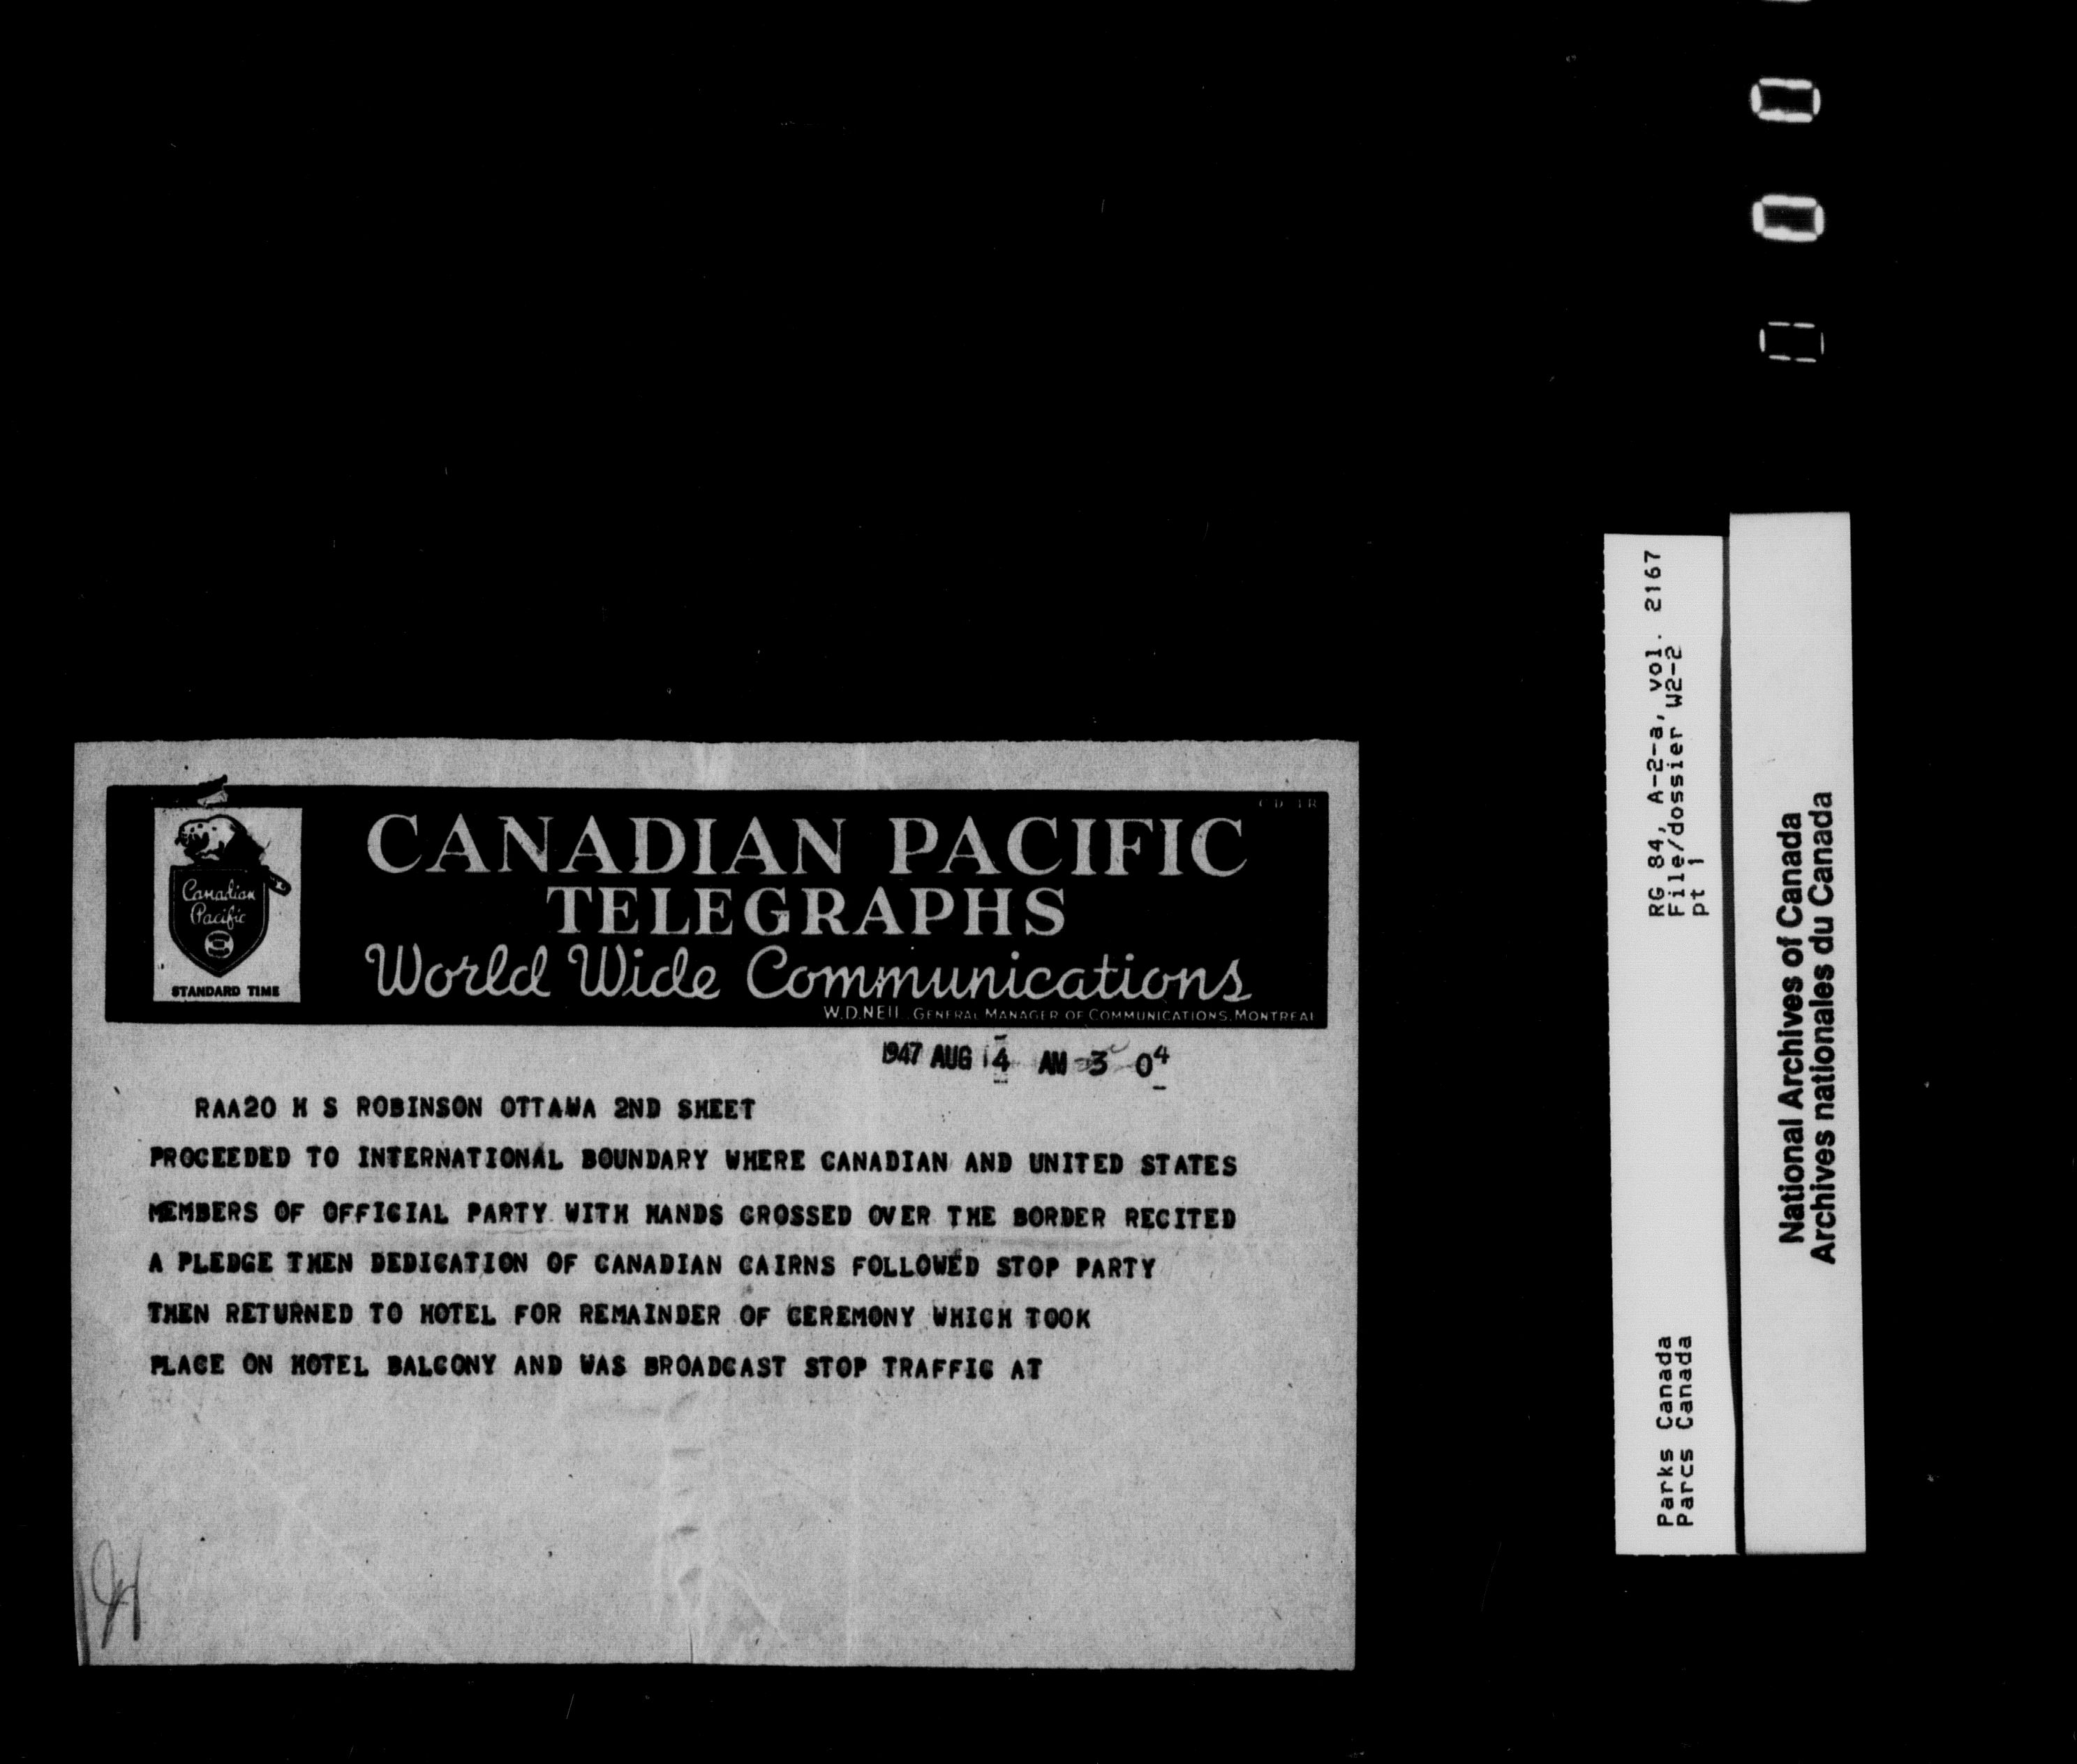 CANADIAN PACIFIC
TELEGRAPHS
World Wide Communications
W.D.NEIL, GENERAL MANAGER OF COMMUNICATIONS, MONTREAL
Canadian
Pacific
STANDARD TIME
1947 AUG 14 AM 3 04
RAA20 H S ROBINSON OTTAWA 2ND SHEET
PROCEEDED TO INTERNATIONAL BOUNDARY WHERE CANADIAN AND UNITED STATES
MEMBERS OF OFFICIAL PARTY WITH HANDS CROSSED OVER THE BORDER RECITED
A PLEDGE THEN DEDICATION OF CANADIAN CAIRNS FOLLOWED STOP PARTY
THEN RETURNED TO HOTEL FOR REMAINDER OF CEREMONY WHICH TOOK
PLACE ON HOTEL BALCONY AND WAS BROADCAST STOP TRAFFIC AT
RG 84, A-2-a, vol. 2167
File/dossier W2-2
pt 1
Parks Canada
Parcs Canada
National Archives of Canada
Archives nationales du Canada